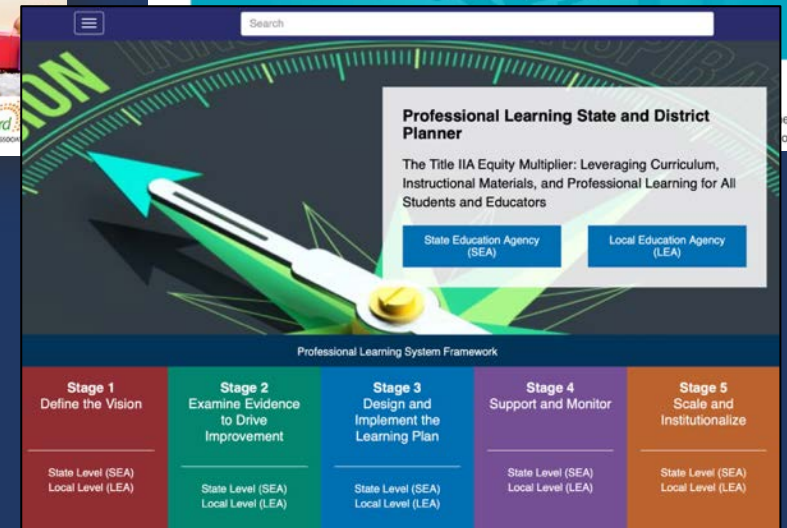 Search
VISION
Professional Learning State and District
Planner
The Title IIA Equity Multiplier: Leveraging Curriculum,
Instructional Materials, and Professional Learning for All
Students and Educators
State Education Agency
(SEA)
Local Education Agency
(LEA)
Professional Learning System Framework
Stage 1
Define the Vision
State Level (SEA)
Local Level (LEA)
Stage 2
Examine Evidence
to Drive
Improvement
State Level (SEA)
Local Level (LEA)
Stage 3
Design and
Implement the
Learning Plan
State Level (SEA)
Local Level (LEA)
Stage 4
Support and Monitor
State Level (SEA)
Local Level (LEA)
Stage 5
Scale and
Institutionalize
State Level (SEA)
Local Level (LEA)